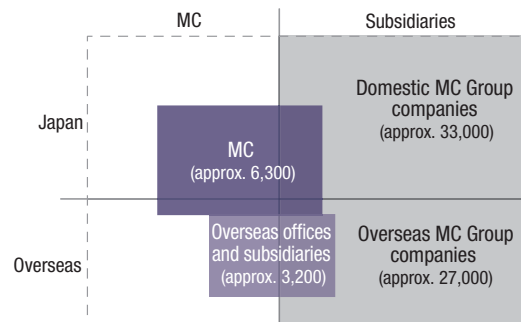 MC
Subsidiaries
Japan
Domestic MC Group
companies
(approx. 33,000)
MC
(approx. 6,300)
Overseas
Overseas offices
and subsidiaries
(approx. 3,200)
Overseas MC Group
companies
(approx. 27,000)